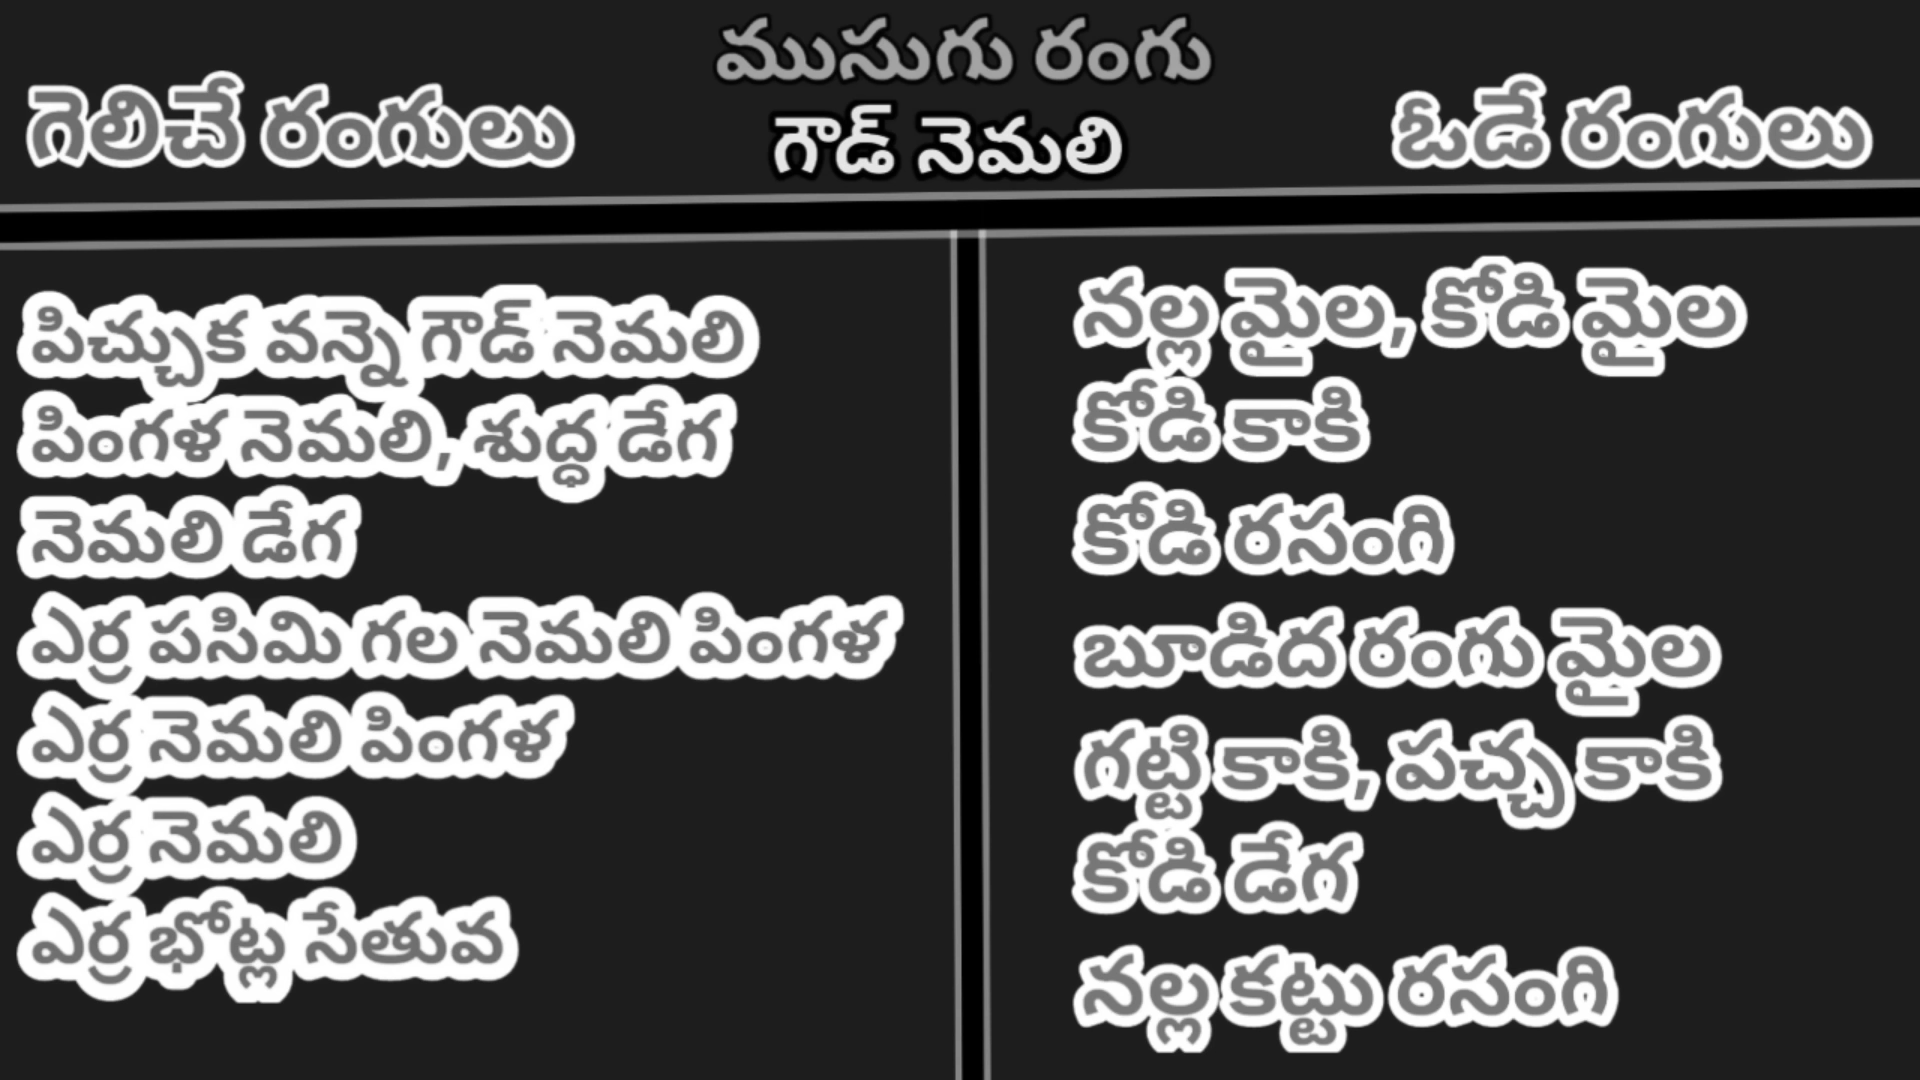 ముసుగు రంగు
గెలిచే రంగులు
గౌడ్ నెమలి
ఓడే రంగులు
పిచ్చుక వన్నె గౌడ్ నెమలి
పింగళ నెమలి, శుద్ధ డేగ
నెమలి డేగ
ఎర్ర పసిమి గల నెమలి పింగళ
ఎర్ర నెమలి పింగళ
ఎర్ర నెమలి
ఎర్ర భోట్ల సేతువ
నల్ల మైల, కోడి మైల
కోడి కాకి
కోడి రసంగి
బూడిద రంగు మైల
గట్టి కాకి, పచ్చ కాకి
కోడి డేగ
నల్ల కట్టు రసంగి